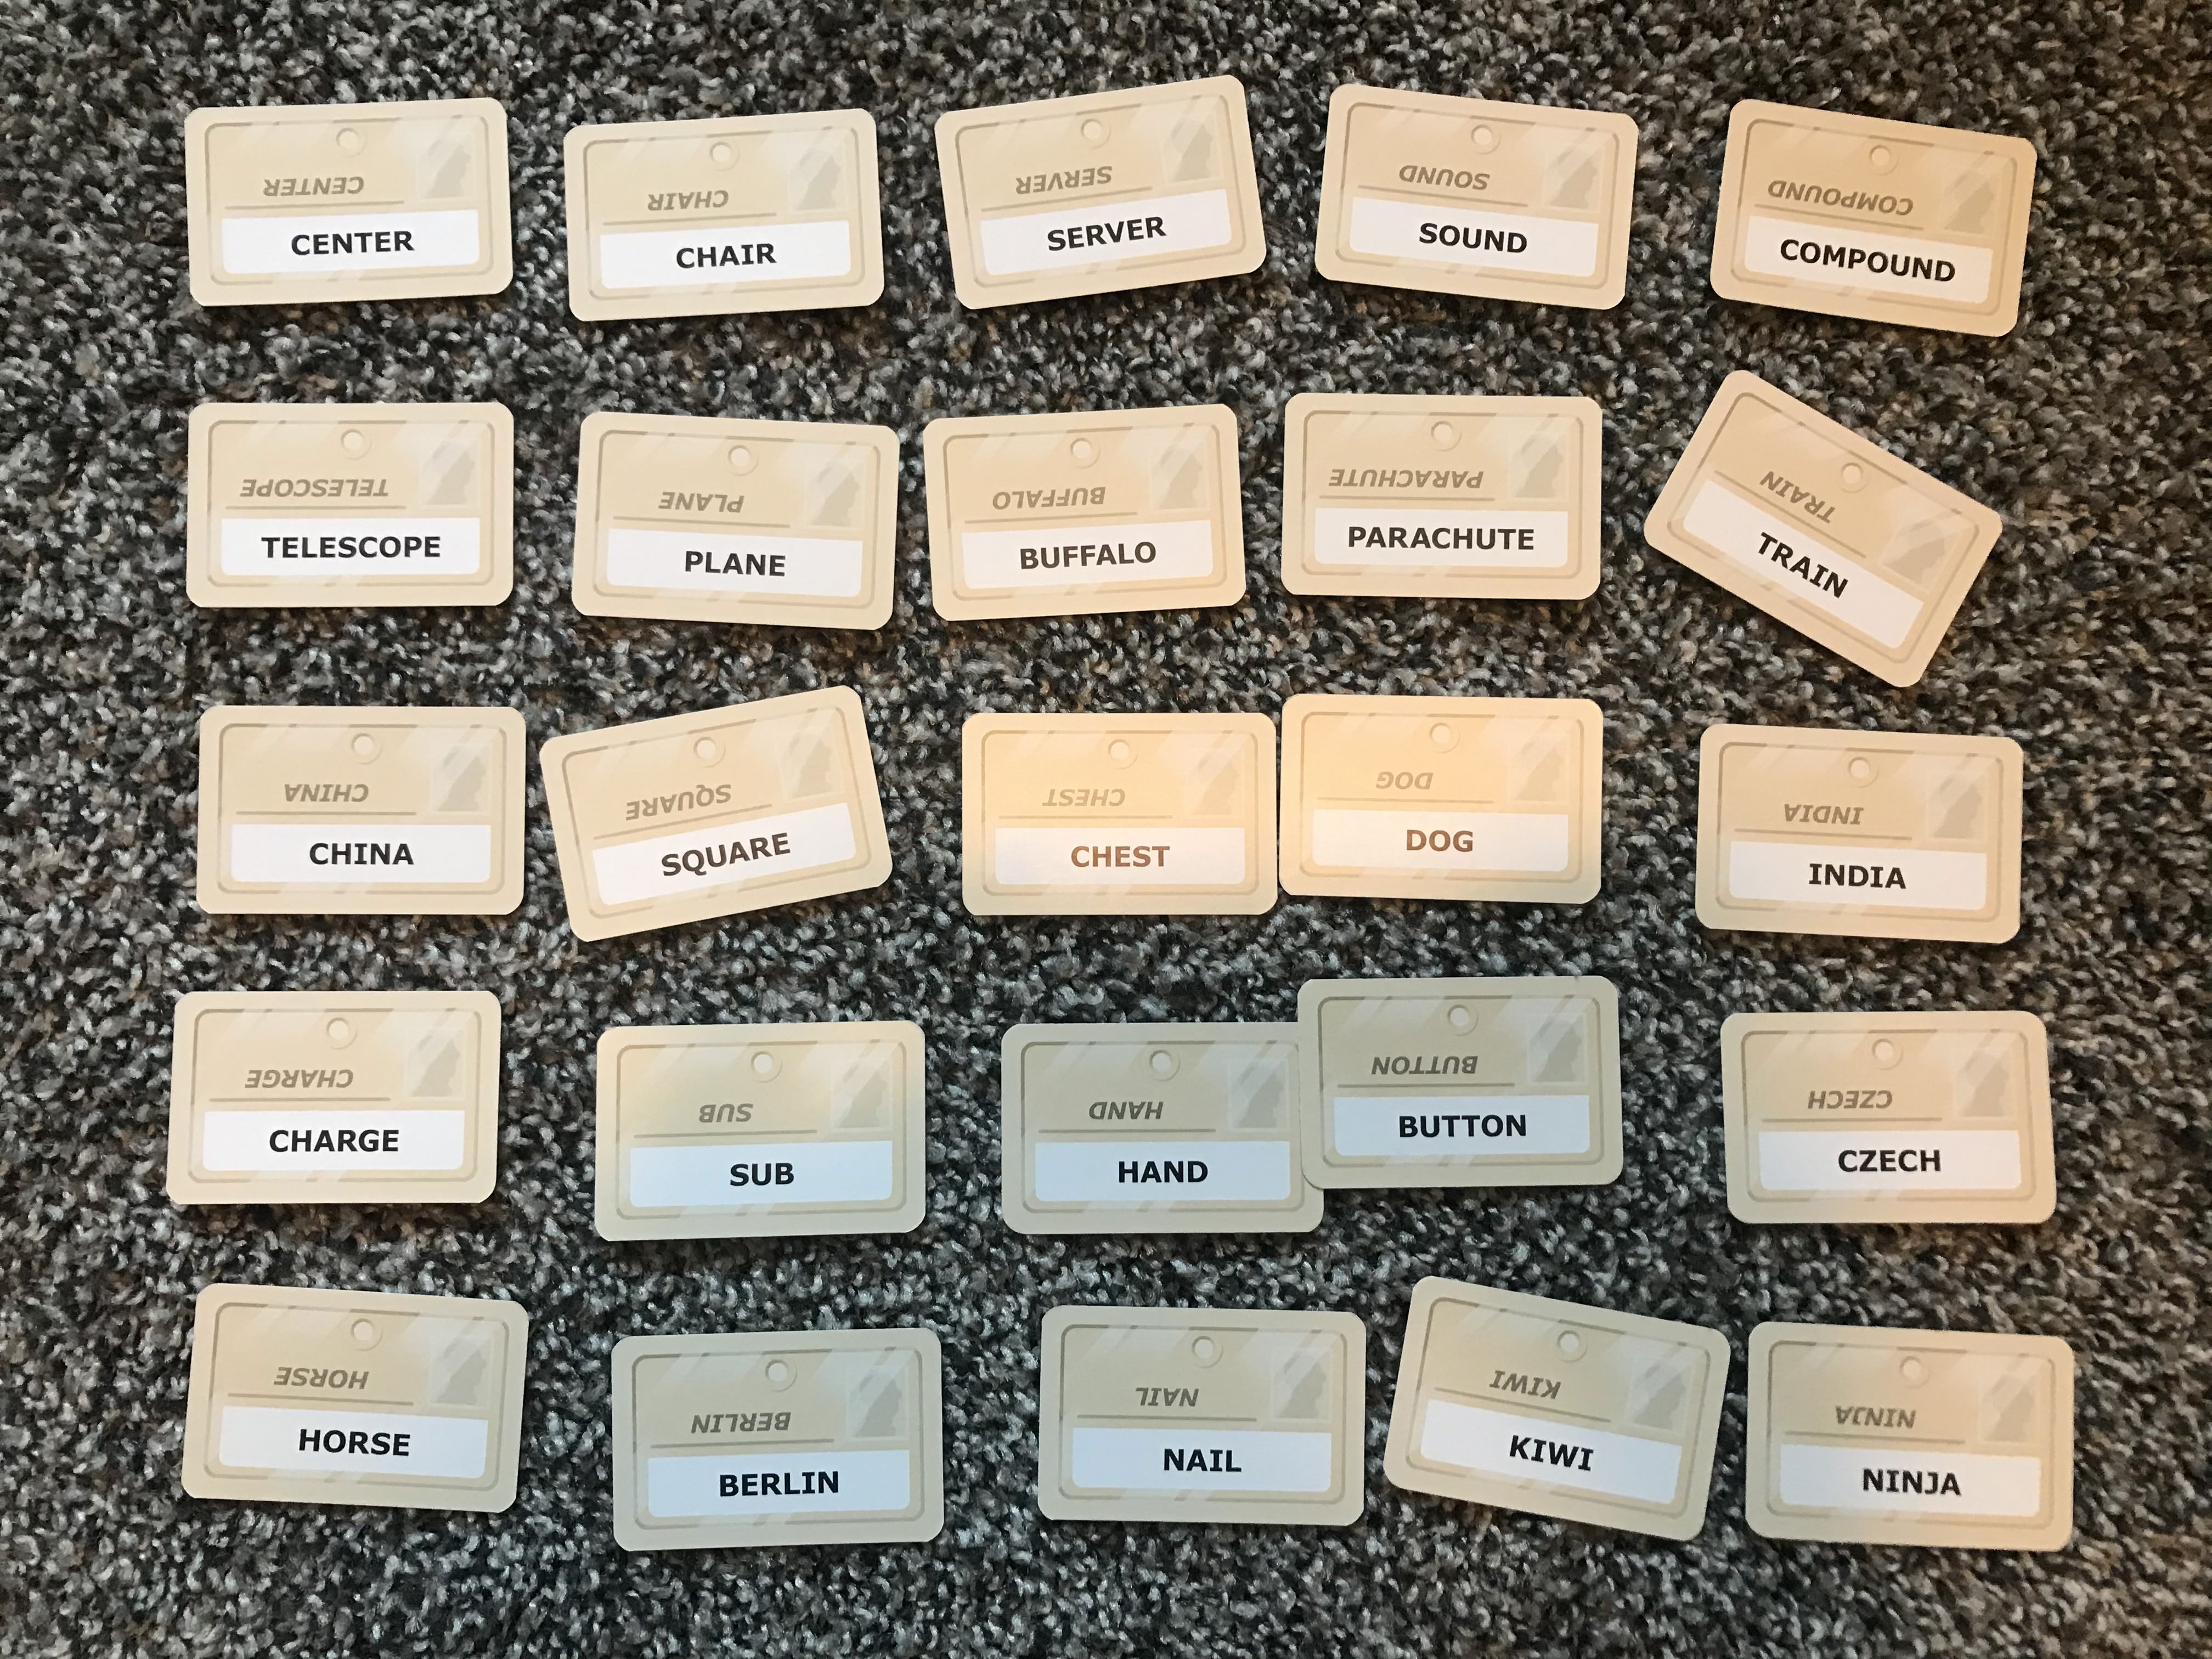 CENTER
CENTER
CHAIR
CHAIR
SERVER
SERVER
SOUND
SOUND
COMPOUND
COMPOUND
TELESCOPE
TELESCOPE
PLANE
PLANE
BUFFALO
BUFFALO
PARACHUTE
PARACHUTE
TRAIN
TRAIN
CHINA
CHINA
SQUARE
SQUARE
CHEST
CHEST
DOG
DOG
INDIA
INDIA
CHARGE
CHARGE
SUB
SUB
HAND
HAND
BUTTON
BUTTON
CZECH
CZECH
HORSE
HORSE
BERLIN
BERLIN
NAIL
NAIL
KIWI
KIWI
NINJA
NINJA